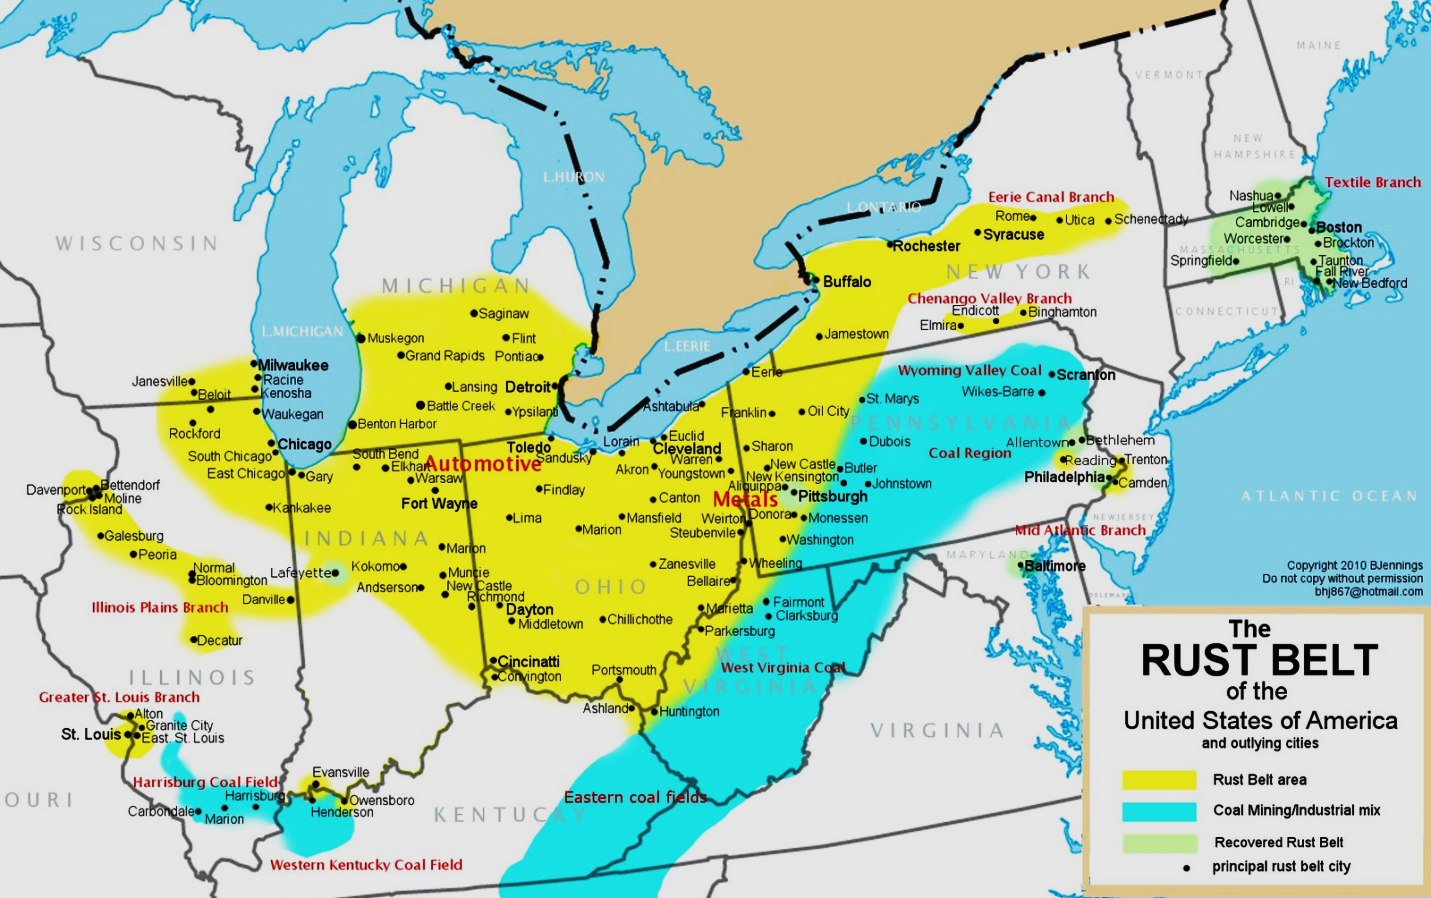 MAINE
VERMONT
NEW
HAMPSHIRE
L.HURON
Textile Branch
Eerie Canal Branch
Nashua
Lowell
L.ONTARIO
Rome
Utica
Schenectady
Cambridge
Boston
Syracuse
Worcester
Brockton
WISCONSIN
Rochester
MASSACHUSETTS
Springfield
Taunton
Fall River
NEW YORK
RI
New Bedford
MICHIGAN
Buffalo
Chenango Valley Branch
Endicott
Binghamton
CONNECTICUT
Saginaw
Elmira
L.MICHIGAN
Muskegon
Flint
Jamestown
L.EERIE
Grand Rapids
Pontiac
Milwaukee
Eerie
Wyoming Valley Coal
Scranton
Janesville
Racine
Beloit
Kenosha
Lansing
Detroit
Wikes-Barre
St. Marys
Waukegan
Battle Creek
Ypsilanti
Ashtabula
Franklin
Oil City
Rockford
Benton Harbor
PENNSYLVANIA
Chicago
Toledo
Lorain
Euclid
Dubois
Allentown
Bethlehem
South Chicago
South Bend
Sandusky
Cleveland
Sharon
Coal Region
East Chicago
Gary
Elkhart
Automotive
Akron
Warren
New Castle
Butler
Reading
Trenton
Youngstown
New Kensington
Johnstown
Philadelphia
Camden
Davenport
Bettendorf
Moline
Rock Island
Warsaw
Fort Wayne
Findlay
Canton
Metals
Aliquippa
Pittsburgh
ATLANTIC OCEAN
Kankakee
Lima
Mansfield
Weirton
Donora
Monessen
NEWJERSEY
Galesburg
INDIANA
Marion
Steubenville
Washington
Mid Atlantic Branch
Peoria
Marion
MARYLAND
Normal
Bloomington
Lafeyette
Kokomo
Muncie
Zanesville
Wheeling
Baltimore
Copyright 2010 BJennings
Do not copy without permission
bhj867@hotmail.com
Andserson
New Castle
OHIO
Bellaire
DELEWARE
Danville
Richmond
Illinois Plains Branch
Dayton
Marietta
Fairmont
Middletown
Chillichothe
Clarksburg
Decatur
Parkersburg
The
RUST BELT
of the
United States of America
and outlying cities
Cincinatti
WEST
VIRGINIA
ILLINOIS
Convington
Portsmouth
West Virginia Coal
Greater St. Louis Branch
Ashland
Huntington
Alton
Granite City
St. Louis
East. St. Louis
VIRGINIA
Harrisburg Coal Field
Evansville
Rust Belt area
OURI
Harrisburg
Owensboro
Eastern coal fields
Carbondale
Marion
Henderson
KENTUCKY
Coal Mining/Industrial mix
Recovered Rust Belt
Western Kentucky Coal Field
principal rust belt city